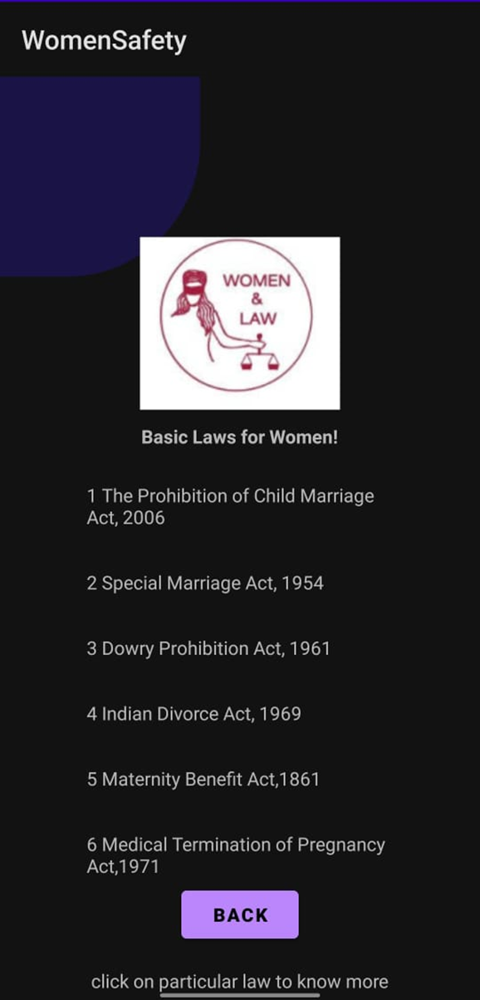 WomenSafety
WOMEN
&
LAW
Basic Laws for Women!
1 The Prohibition of Child Marriage
Act, 2006
2 Special Marriage Act, 1954
3 Dowry Prohibition Act, 1961
4 Indian Divorce Act, 1969
5 Maternity Benefit Act,1861
6 Medical Termination of Pregnancy
Act,1971
BACK
click on particular law to know more